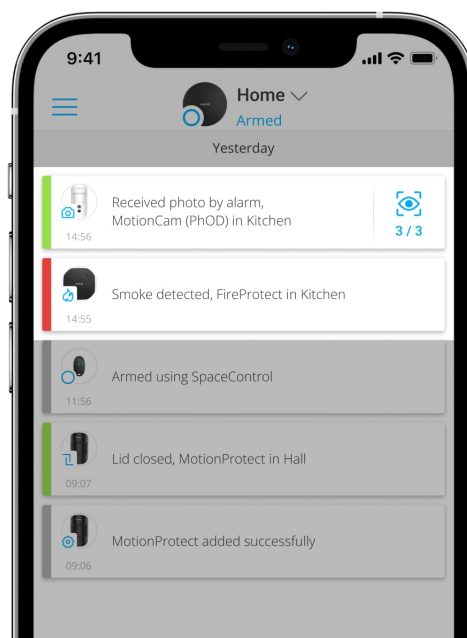 9:41
Home
Armed
Yesterday
Received photo by alarm,
MotionCam (PhOD) in Kitchen
3 / 3
14:56
Smoke detected, FireProtect in Kitchen
14:55
Armed using SpaceControl
11:56
Lid closed, MotionProtect in Hall
09:07
MotionProtect added successfully
09:06